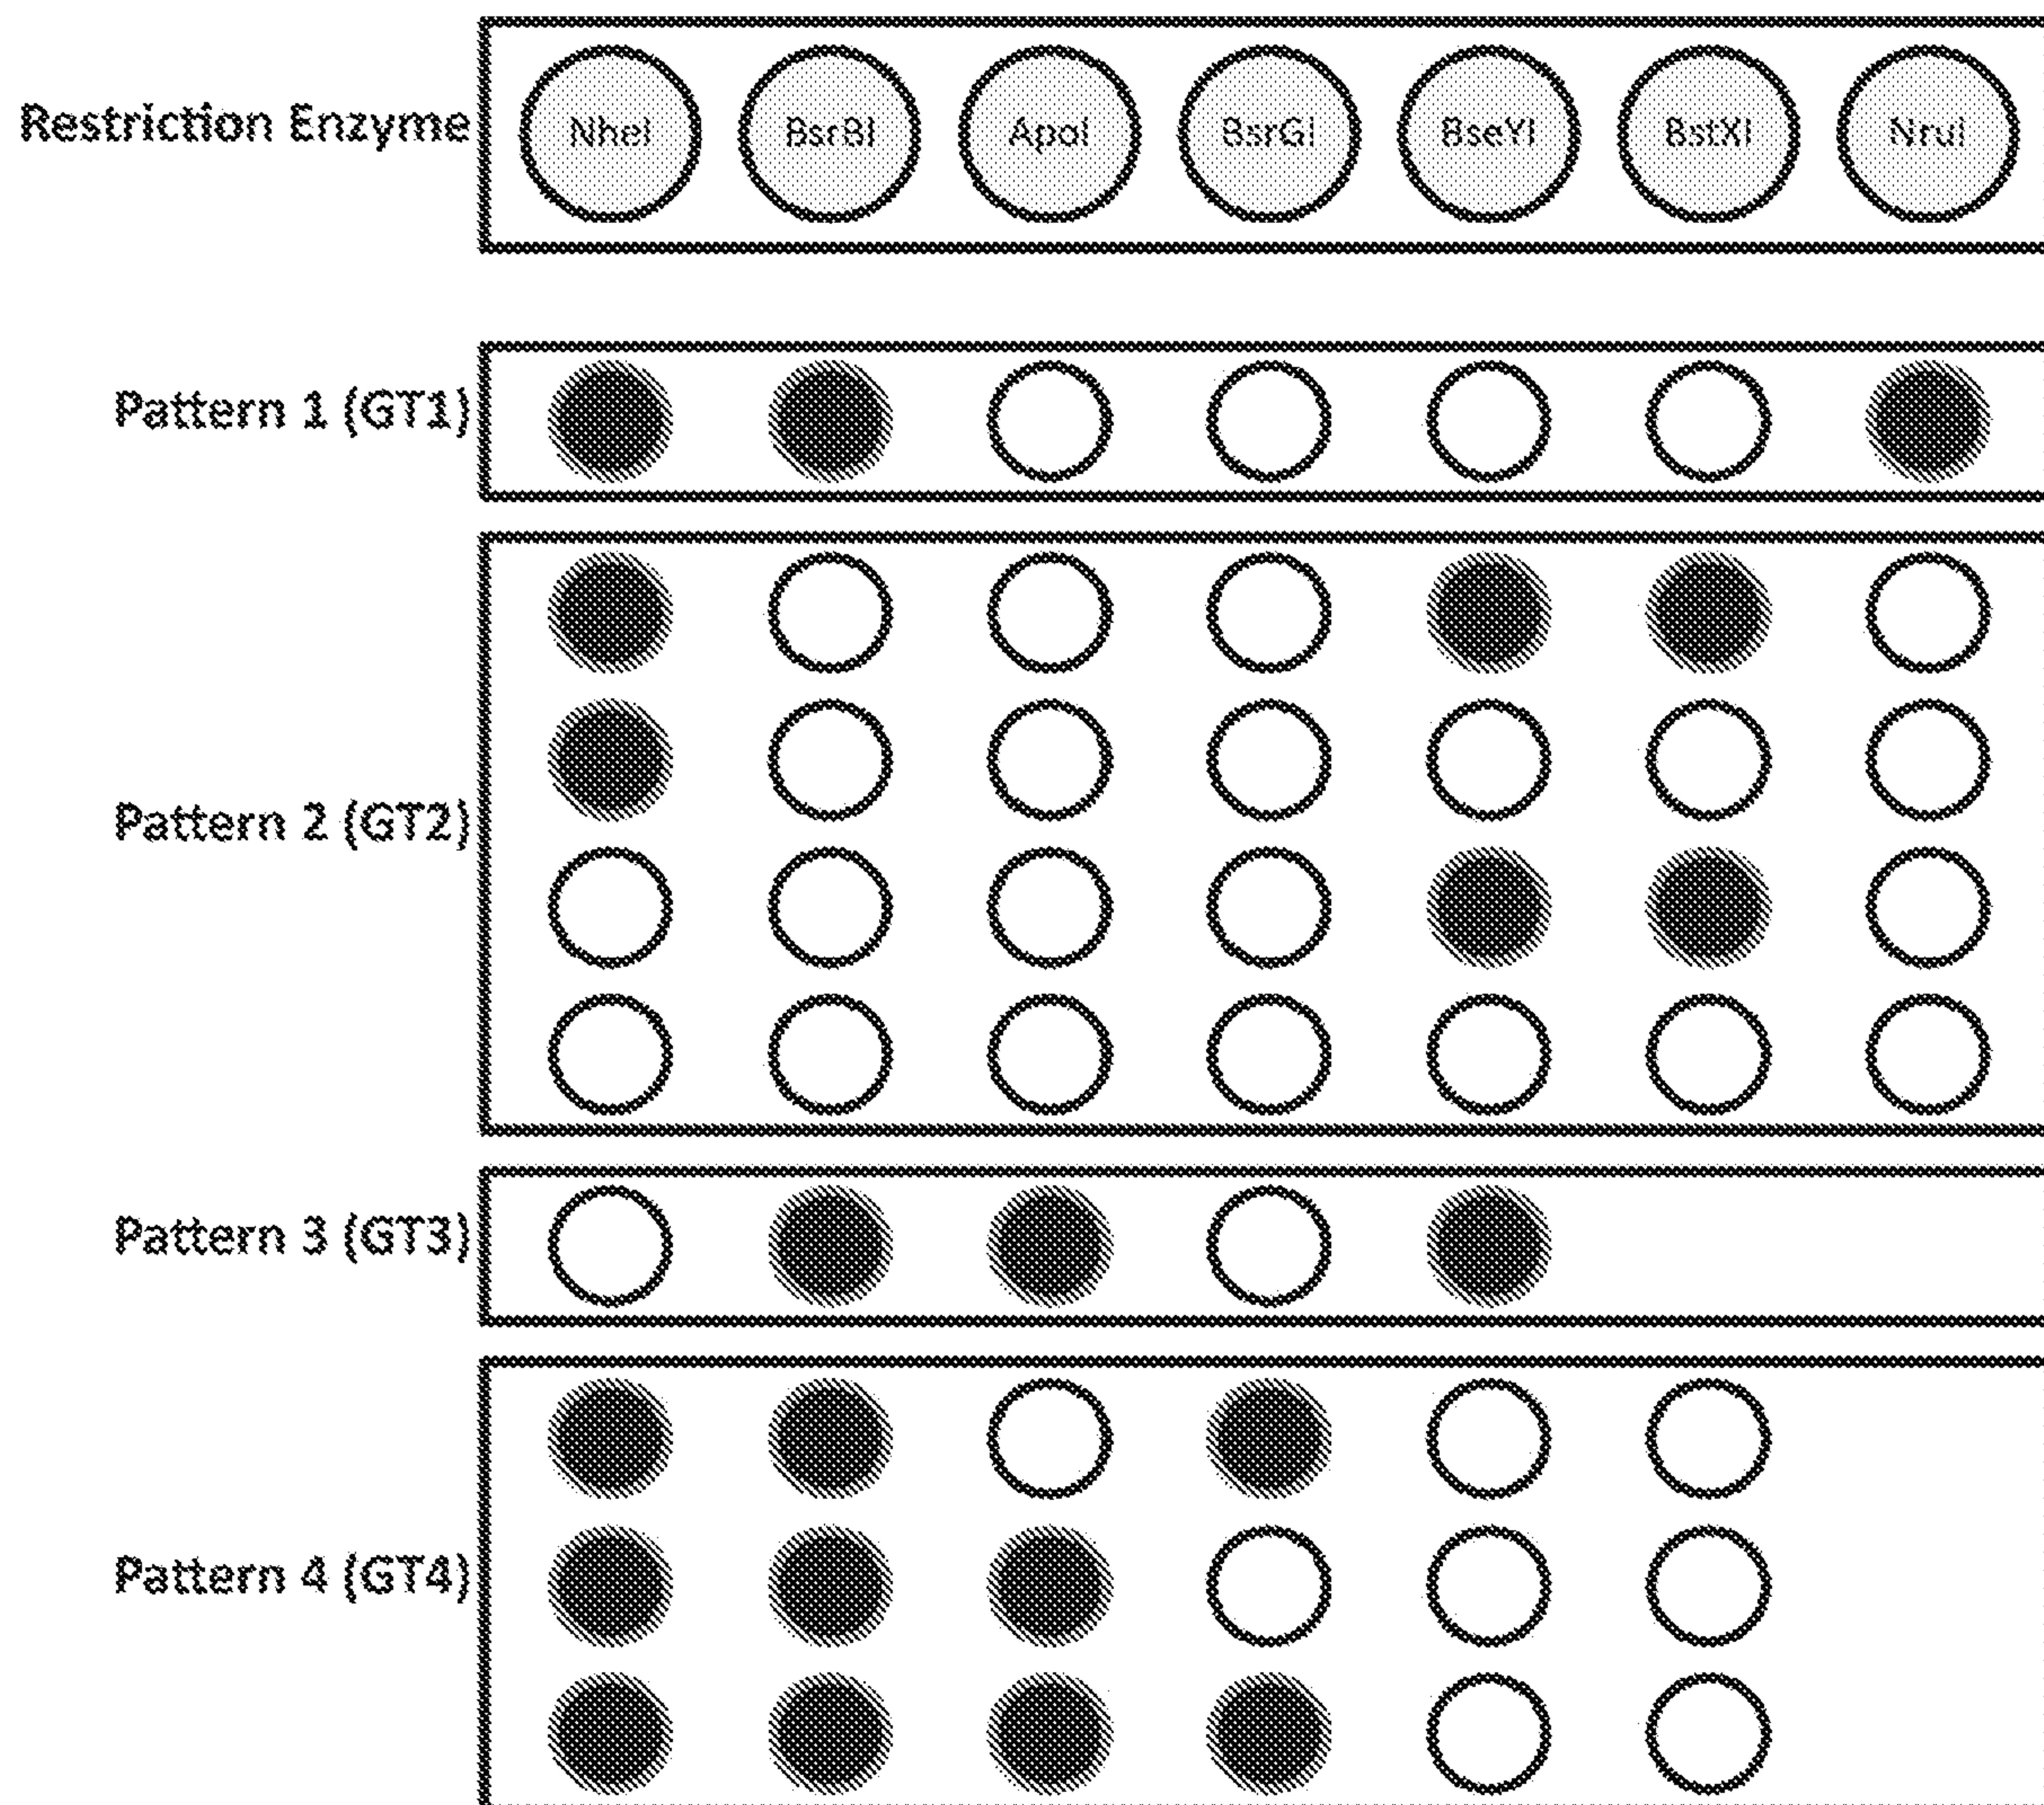 Restriction Enzyme
NheI BsrBI ApoI BsrGI BseYI BstXI NruI
Pattern 1 (GT1)
Pattern 2 (GT2)
Pattern 3 (GT3)
Pattern 4 (GT4)